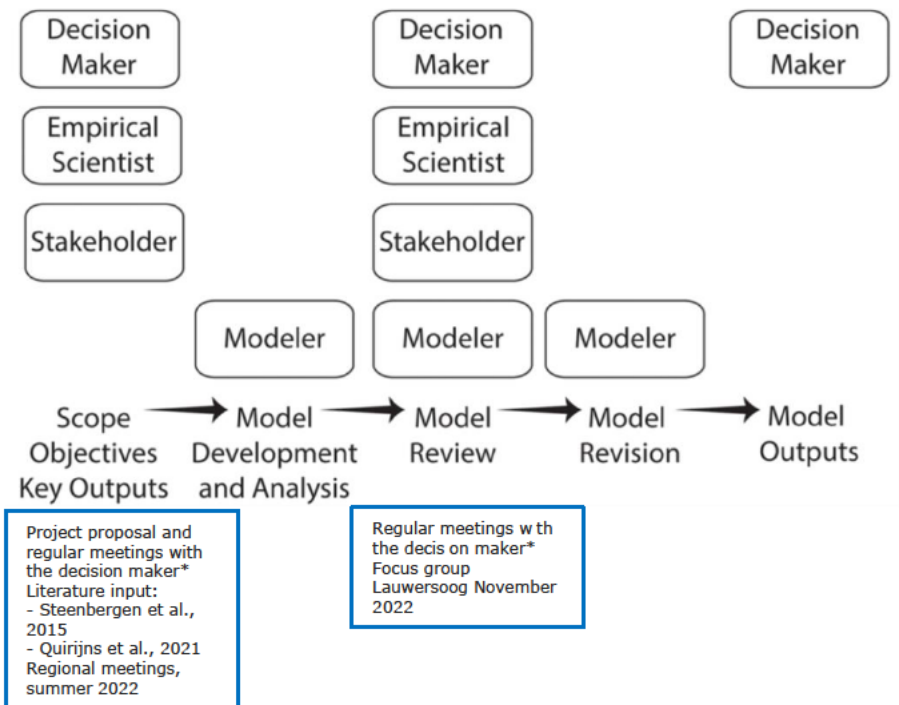 Decision
Maker
Decision
Maker
Decision
Maker
Empirical
Scientist
Empirical
Scientist
Stakeholder
Stakeholder
Modeler
Modeler
Modeler
Scope
Objectives
Key Outputs
Model
Development
and Analysis
Model
Review
Model
Revision
Model
Outputs
Project proposal and
regular meetings with
the decision maker*
Literature input:
- Steenbergen et al.,
2015
- Quirijns et al., 2021
Regional meetings,
summer 2022
Regular meetings w th
the decis on maker*
Focus group
Lauwersoog November
2022